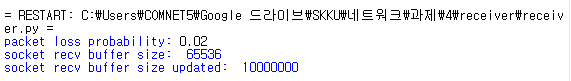 = RESTART: C:\Users\COMNET5\Google 드라이브\SKKU\네트워크\과제\#4\receiver\receiv
er.py =
packet loss probability: 0.02
socket recv buffer size:  65536
socket recv buffer size updated:  10000000